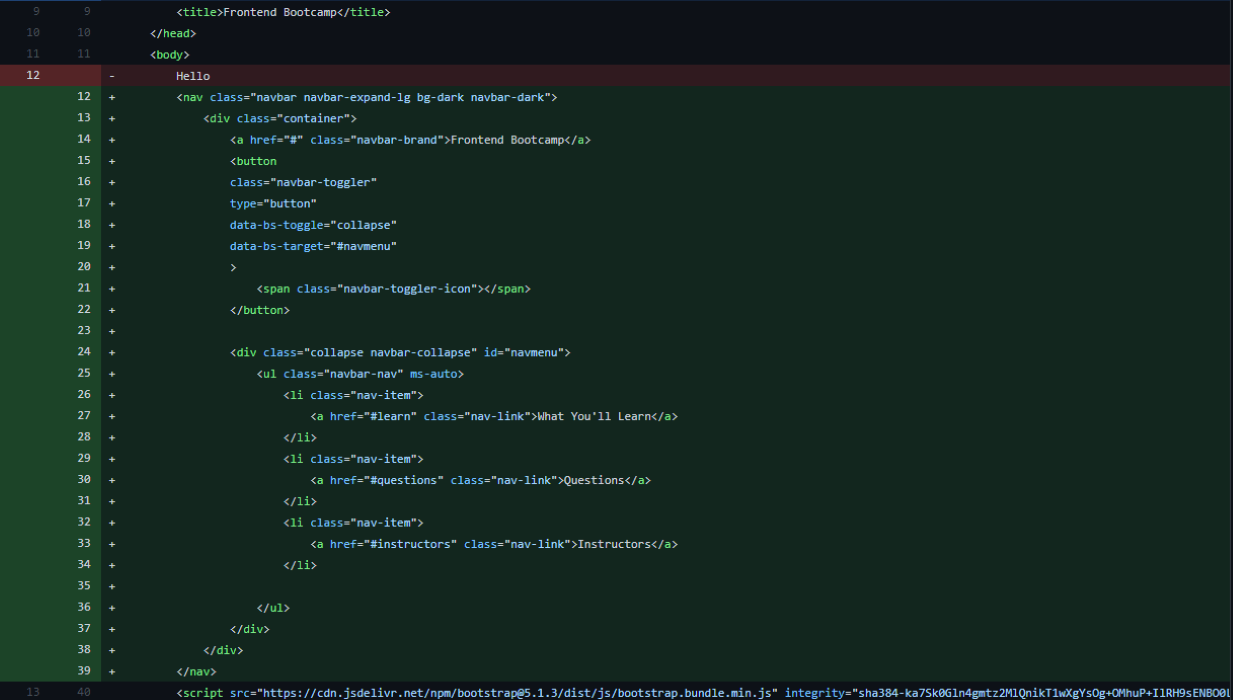 9 9 <title>Frontend Bootcamp</title>
10 10 </head>
11 11 <body>
12 - Hello
12 + <nav class="navbar navbar-expand-lg bg-dark navbar-dark">
13 + <div class="container">
14 + <a href="#" class="navbar-brand">Frontend Bootcamp</a>
15 + <button
16 + class="navbar-toggler"
17 + type="button"
18 + data-bs-toggle="collapse"
19 + data-bs-target="#navmenu"
20 + >
21 + <span class="navbar-toggler-icon"></span>
22 + </button>
23 +
24 + <div class="collapse navbar-collapse" id="navmenu">
25 + <ul class="navbar-nav" ms-auto>
26 + <li class="nav-item">
27 + <a href="#learn" class="nav-link">What You'll Learn</a>
28 + </li>
29 + <li class="nav-item">
30 + <a href="#questions" class="nav-link">Questions</a>
31 + </li>
32 + <li class="nav-item">
33 + <a href="#instructors" class="nav-link">Instructors</a>
34 + </li>
35 +
36 + </ul>
37 + </div>
38 + </div>
39 + </nav>
13 40 <script src="https://cdn.jsdelivr.net/npm/bootstrap@5.1.3/dist/js/bootstrap.bundle.min.js" integrity="sha384-ka7Sk0Gln4gmtz2MlQnikT1wXgYsOg+OMhuP+IlRH9sENBO0l